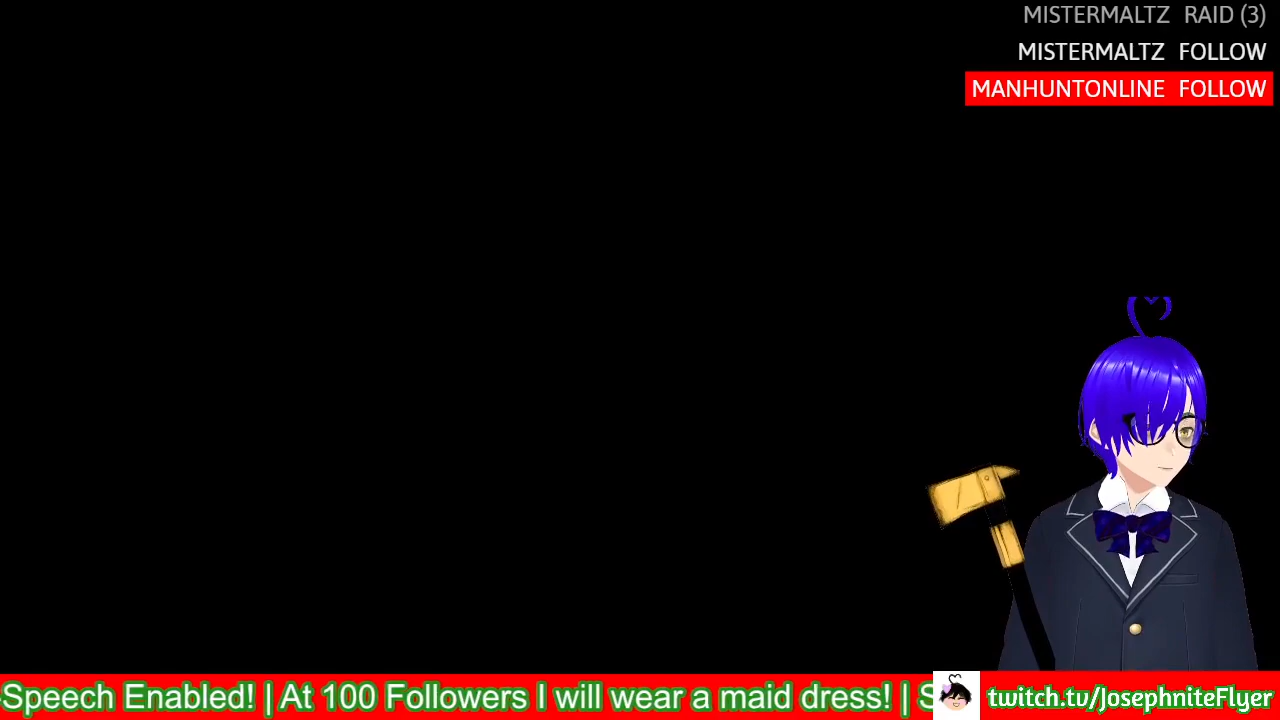 MISTERMALTZ RAID (3)
MISTERMALTZ FOLLOW
MANHUNTONLINE FOLLOW
Speech Enabled! | At 100 Followers I will wear a maid dress! | S
twitch.tv/JosephniteFlyer